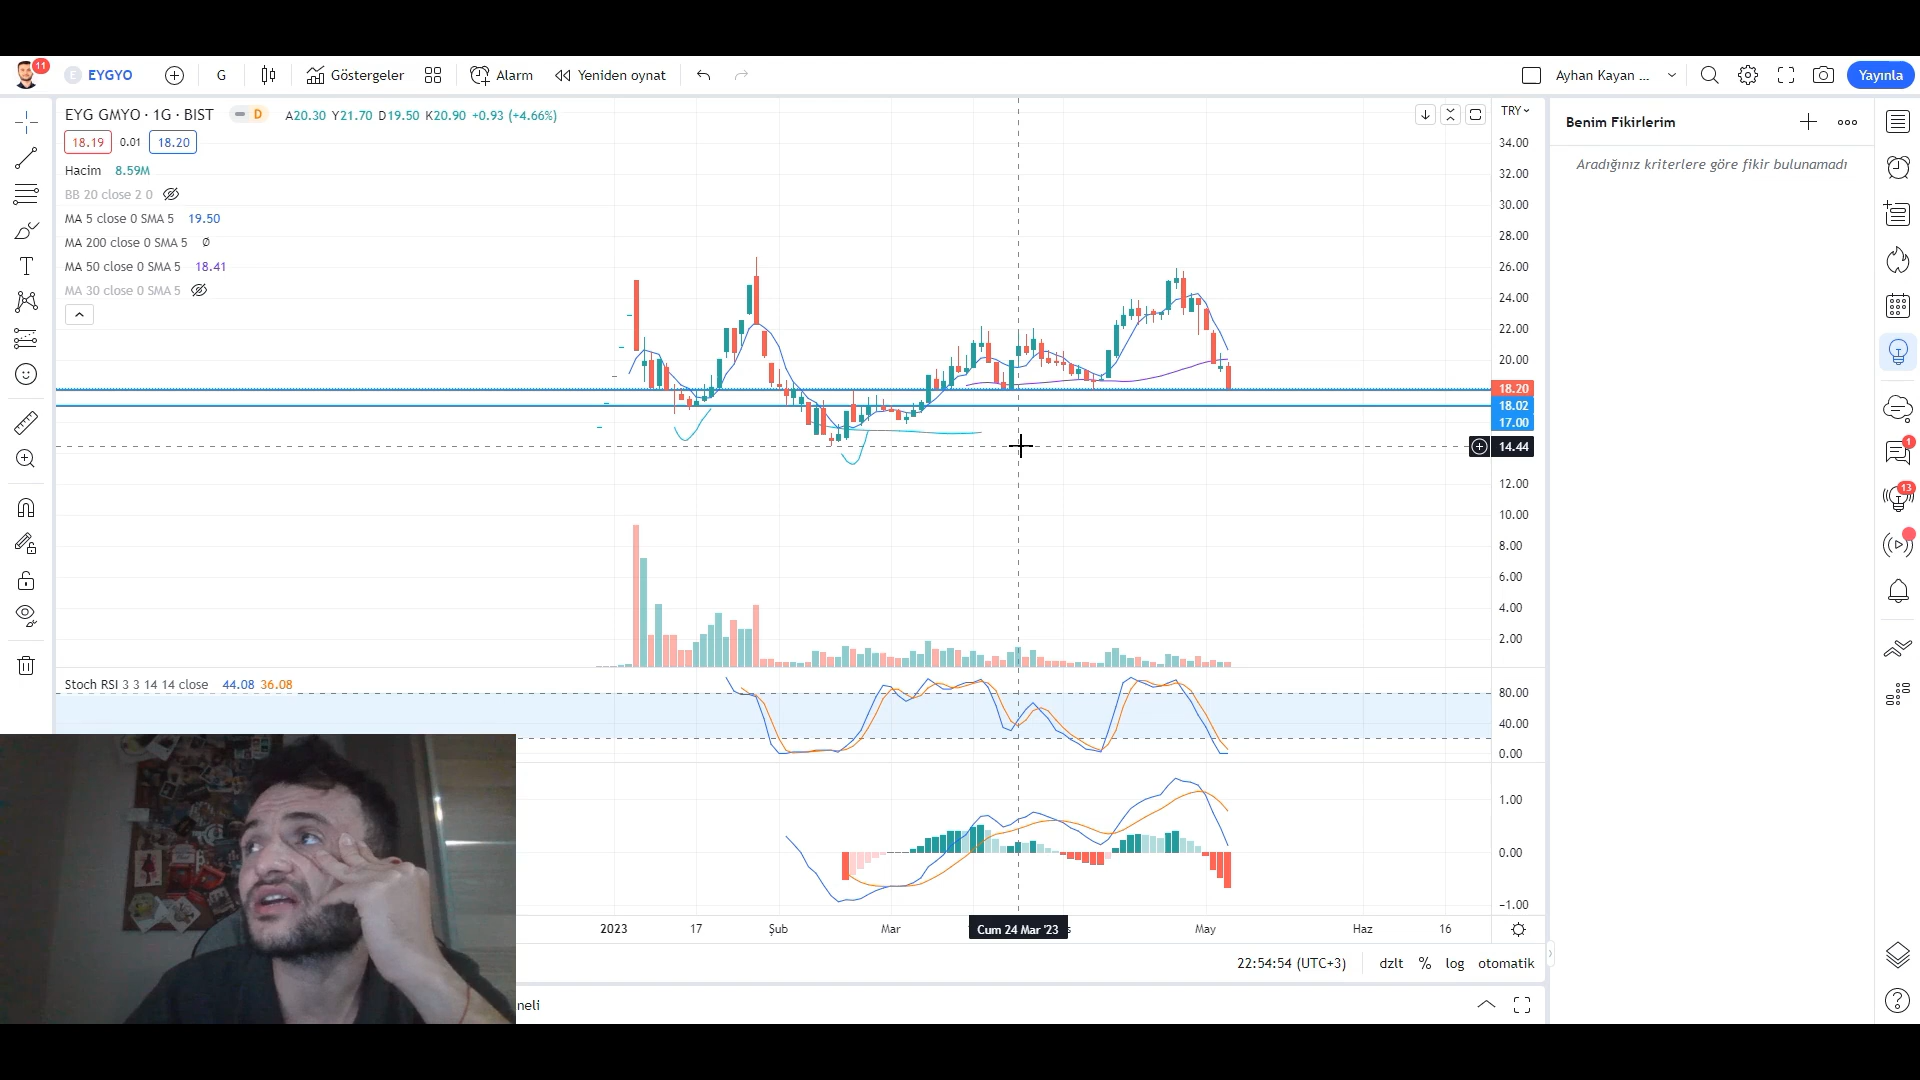 11
E EYGYO
G
Göstergeler
Alarm
Yeniden oynat
Ayhan Kayan ...
Yayınla
EYG GMYO · 1G · BIST
D
A20.30 Y21.70 D19.50 K20.90 +0.93 (+4.66%)
18.19 0.01 18.20
Hacim 8.59M
BB 20 close 2 0
MA 5 close 0 SMA 5 19.50
MA 200 close 0 SMA 5 Ø
MA 50 close 0 SMA 5 18.41
MA 30 close 0 SMA 5
TRY
34.00
32.00
30.00
28.00
26.00
24.00
22.00
20.00
18.20
18.02
17.00
14.44
12.00
10.00
8.00
6.00
4.00
2.00
Stoch RSI 3 3 14 14 close 44.08 36.08
80.00
40.00
0.00
1.00
0.00
−1.00
2023 17 Şub Mar Cum 24 Mar '23 May Haz 16
22:54:54 (UTC+3) dzlt % log otomatik
neli
Benim Fikirlerim
Aradığınız kriterlere göre fikir bulunamadı
1
13